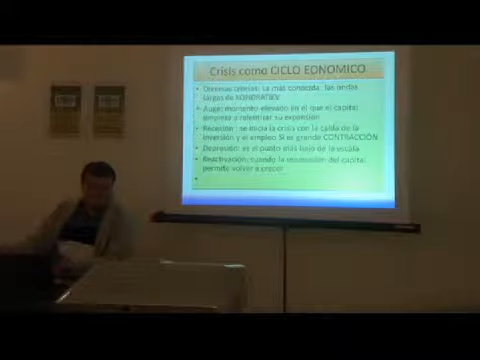 Crisis como CICLO EONOMICO
Diversas teorías: La más conocida: las ondas
largas de KONDRATIEV
Auge: momento elevado en el que el capital
empieza a ralentizar su expansión
Recesión: se inicia la crisis con la caída de la
inversión y el empleo SI es grande CONTRACCIÓN
Depresión: es el punto más bajo de la escala
Reactivación: cuando la renovación del capital
permite volver a crecer